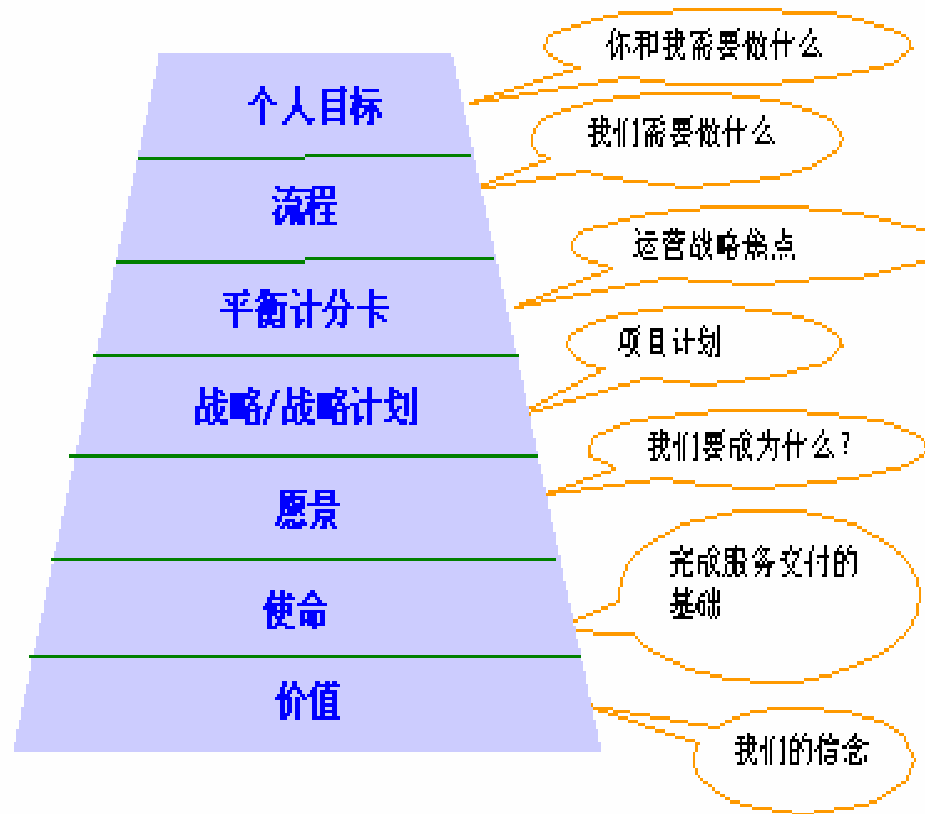 你和我需要做什么
个人目标
我们需要做什么
流程
运营战略焦点
平衡计分卡
项目计划
战略/战略计划
我们要成为什么?
愿景
完成服务交付的
基础
使命
价值
我们的信念